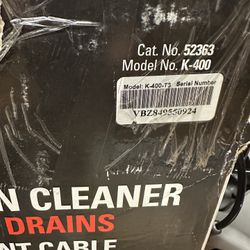 Cat. No. 52363
Model No. K-400
Model: K-400-T3 Serial Number
VBZ849550924
N CLEANER
DRAINS
NT CABLE